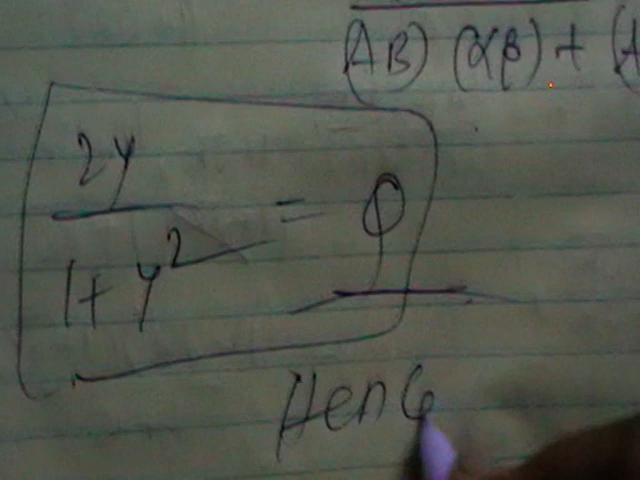 (AB) (αβ) + (A
2y
1 + y² = φ
Henc